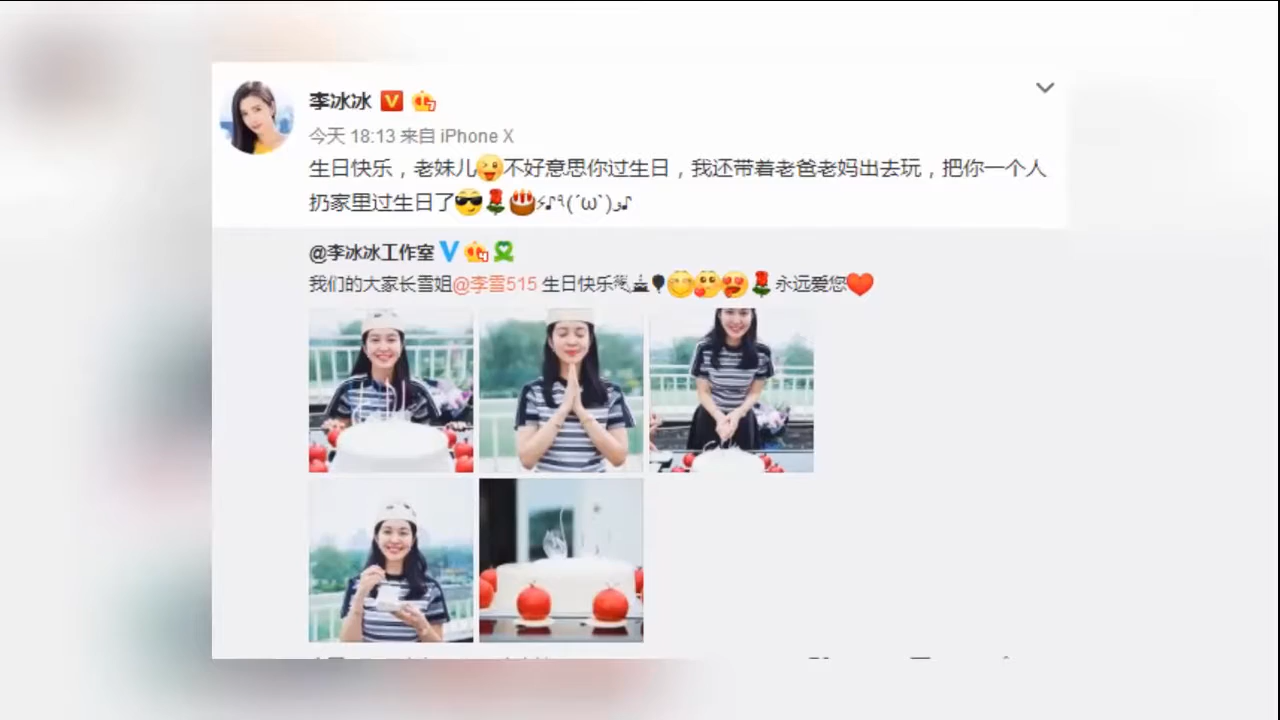 李冰冰
今天 18:13 来自 iPhone X
生日快乐，老妹儿😜不好意思你过生日，我还带着老爸老妈出去玩，把你一个人
扔家里过生日了😎🌹🎂⚡♪٩(´ω`)و♪
@李冰冰工作室
我们的大家长雪姐@李雪515 生日快乐🎂🎈😊🥰😍🌹永远爱您❤